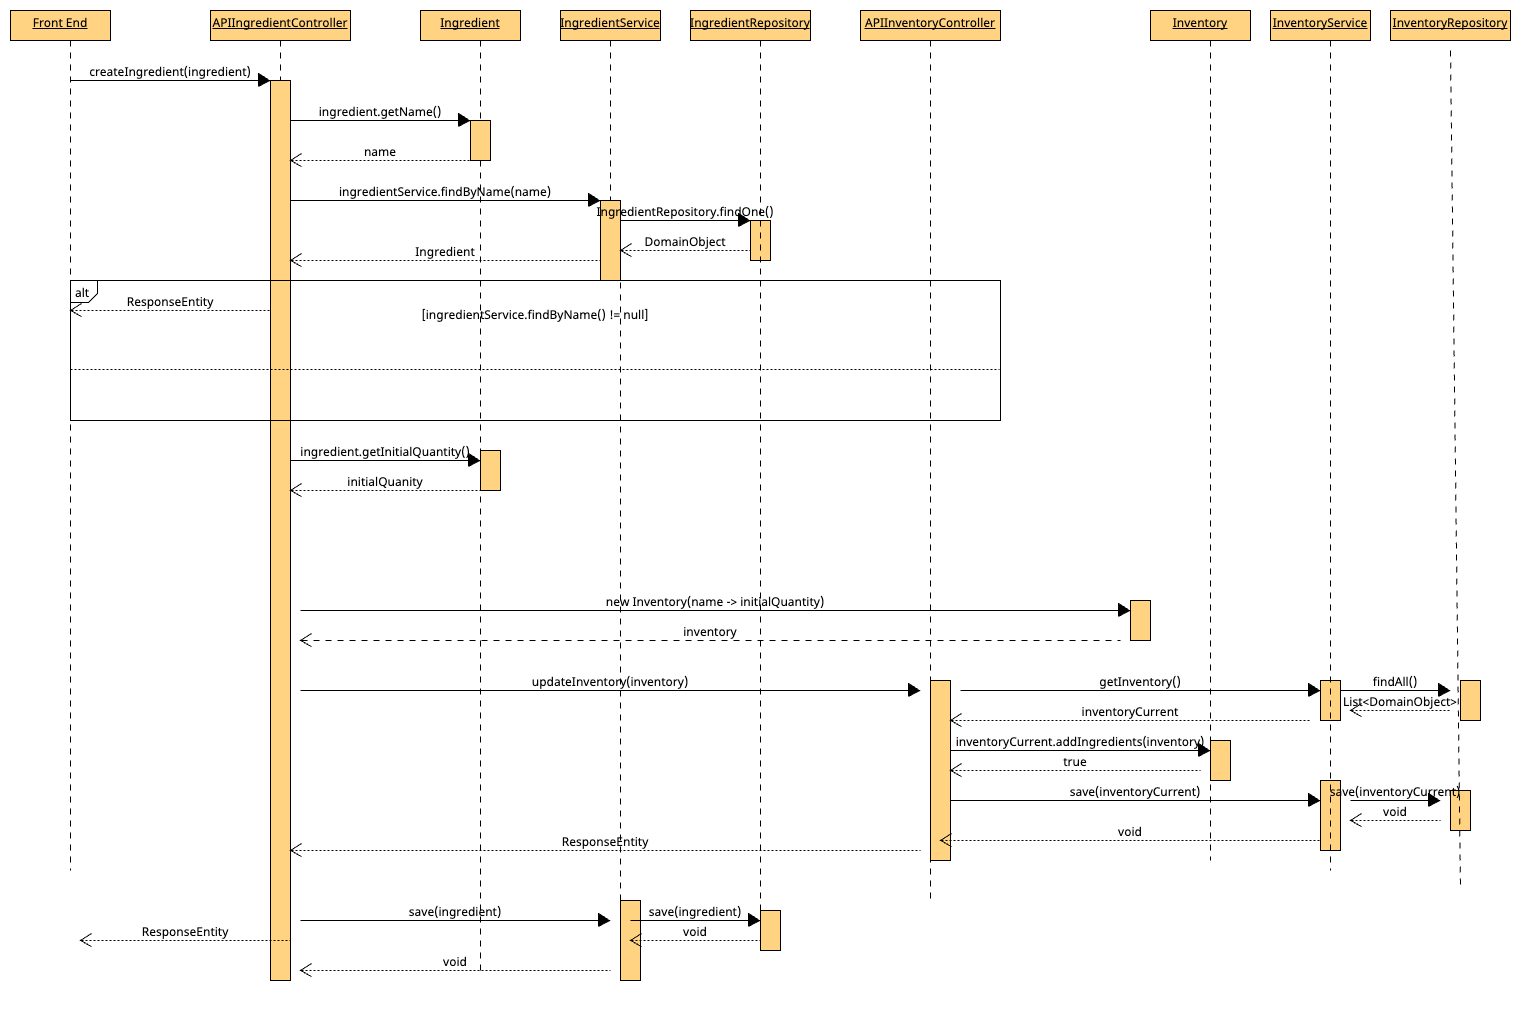 Front End
APIIngredientController
Ingredient
IngredientService
IngredientRepository
APIInventoryController
Inventory
InventoryService
InventoryRepository
createIngredient(ingredient)
ingredient.getName()
name
ingredientService.findByName(name)
IngredientRepository.findOne()
DomainObject
Ingredient
alt
ResponseEntity
[ingredientService.findByName() != null]
ingredient.getInitialQuantity()
initialQuanity
new Inventory(name -> initialQuantity)
inventory
updateInventory(inventory)
getInventory()
findAll()
List<DomainObject>
inventoryCurrent
inventoryCurrent.addIngredients(inventory)
true
save(inventoryCurrent)
save(inventoryCurrent)
void
void
ResponseEntity
save(ingredient)
save(ingredient)
ResponseEntity
void
void